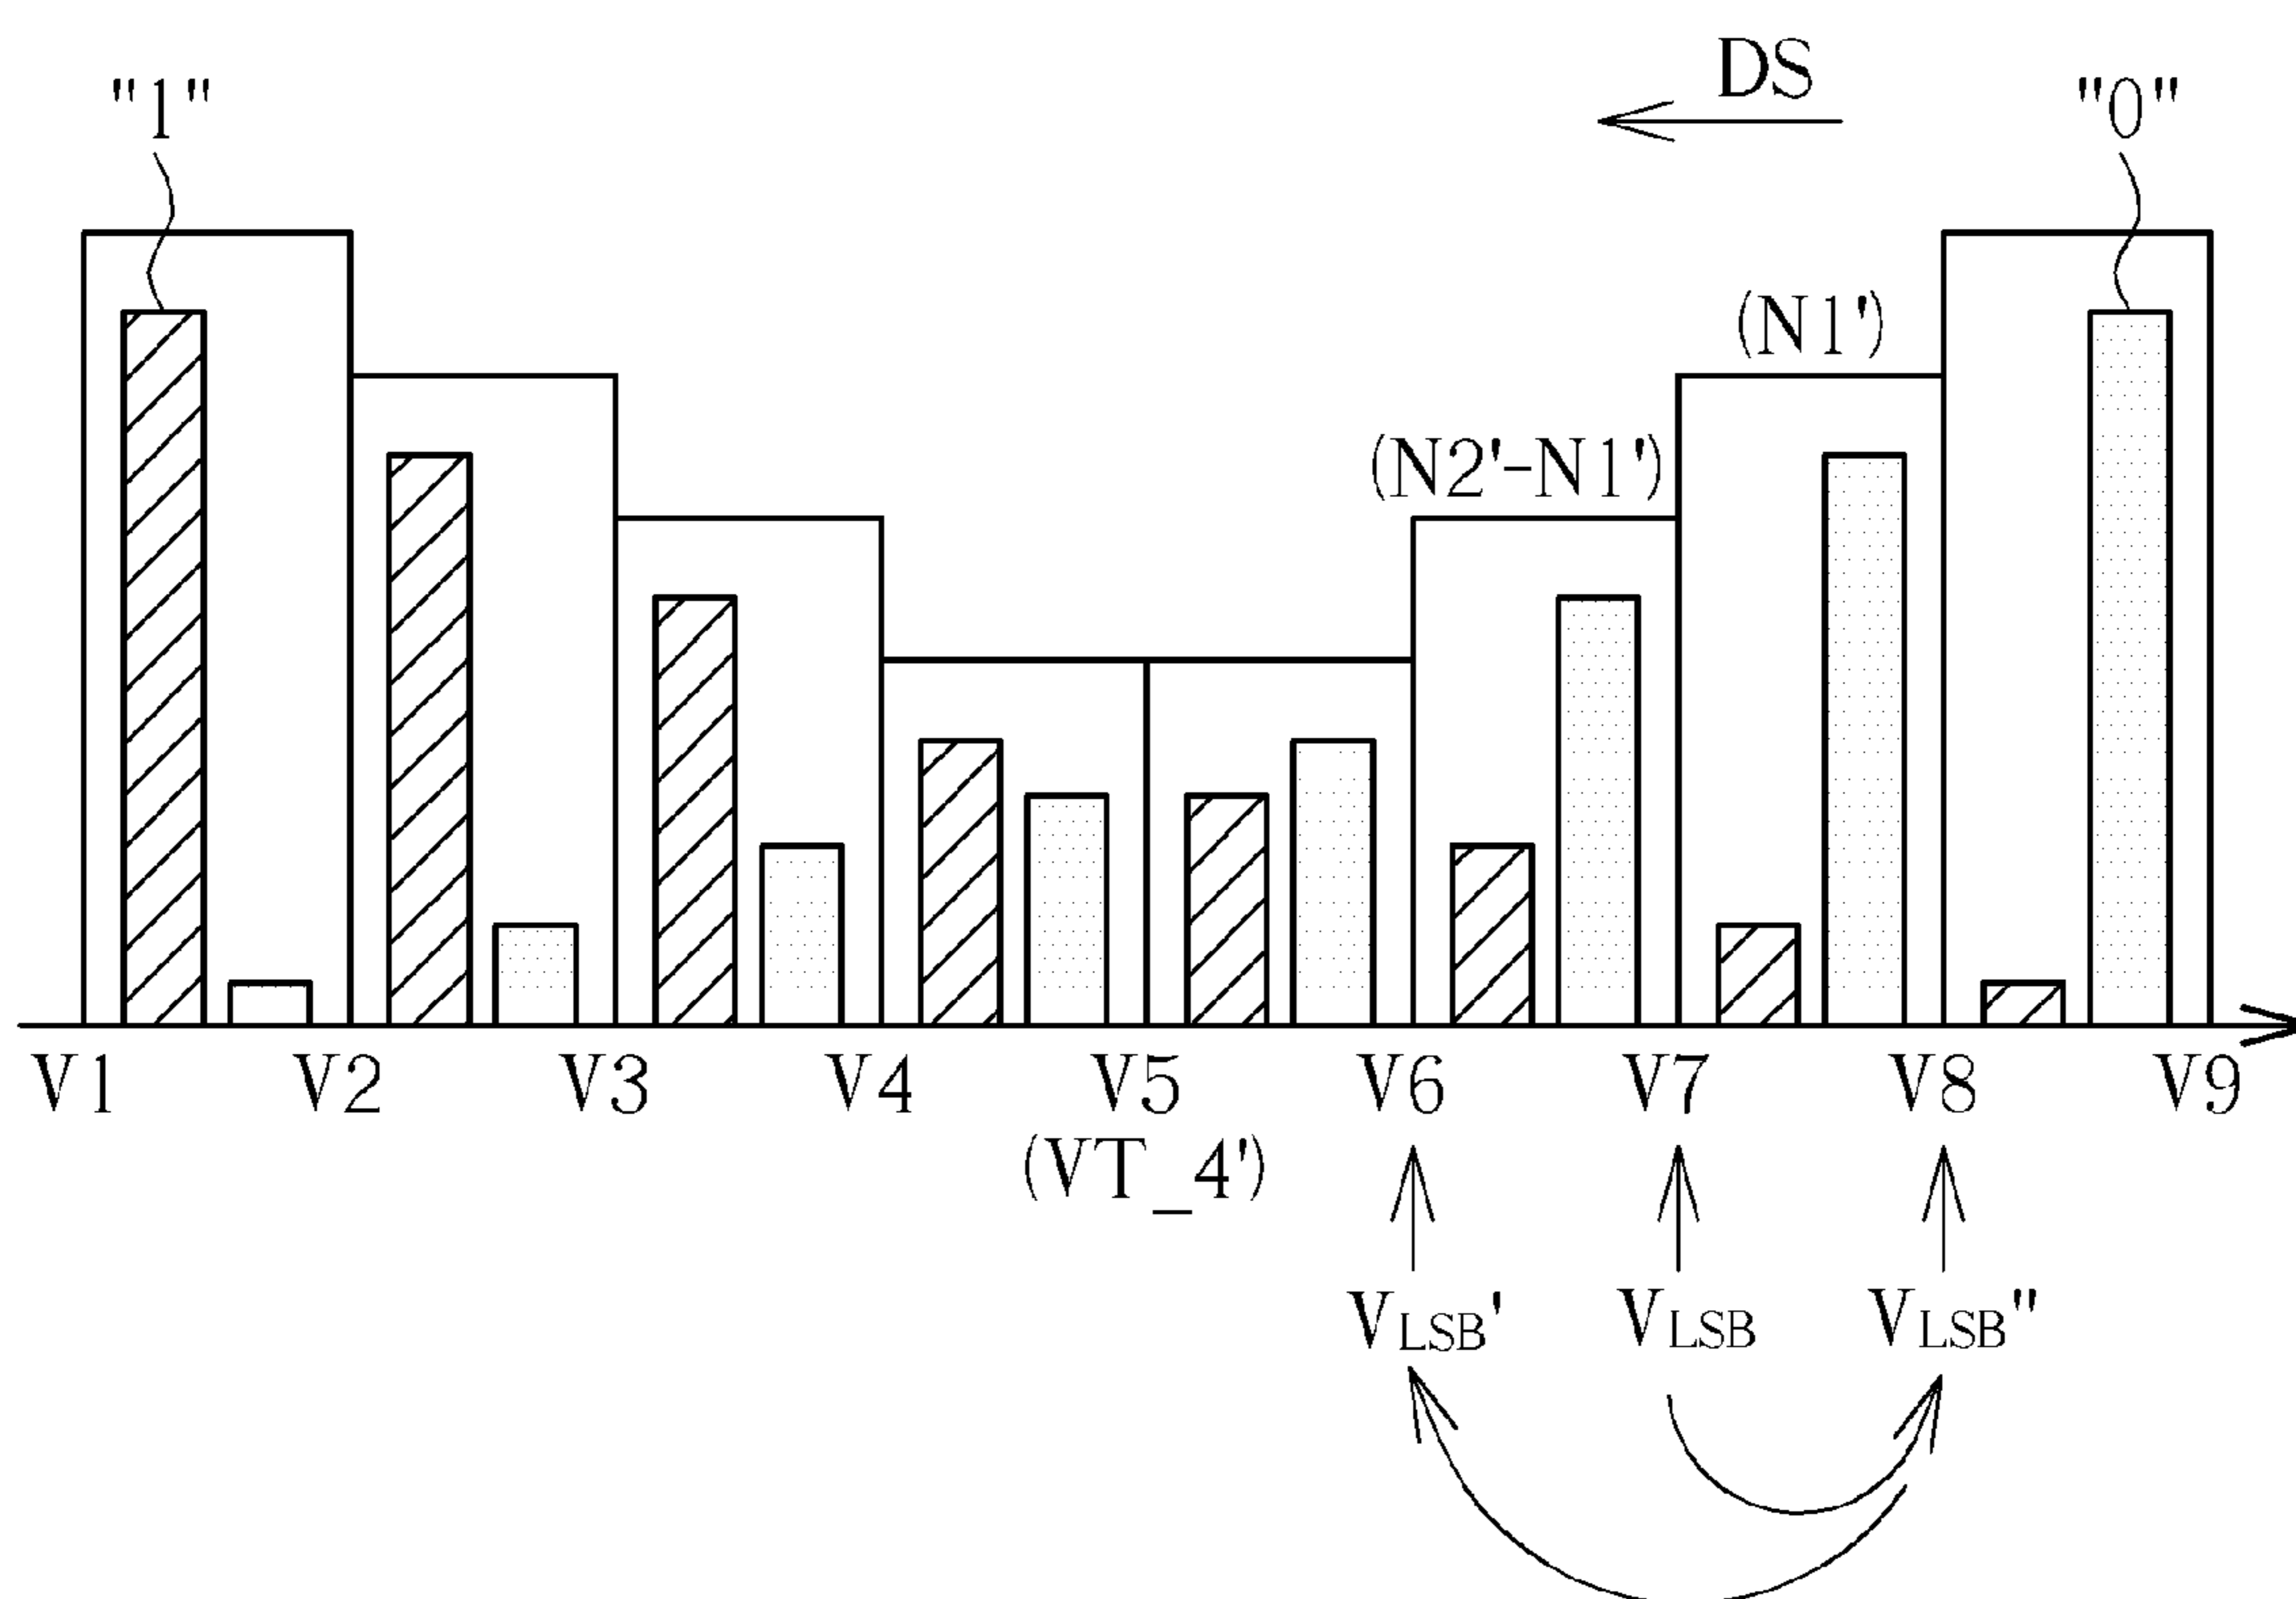 DS
"1"
"0"
(N1')
(N2'-N1')
V1 V2 V3 V4 V5 V6 V7 V8 V9
(VT_4')
VLSB' VLSB VLSB"